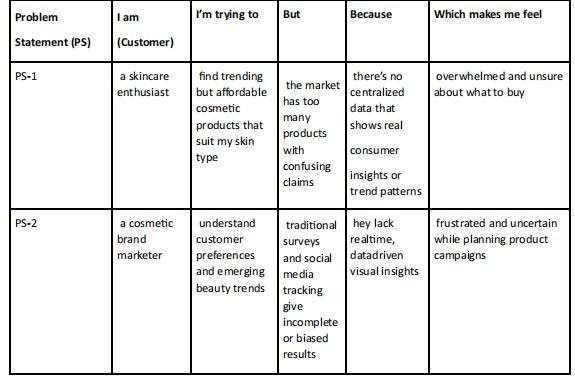 Problem
Statement (PS)
I am
(Customer)
I'm trying to
But
Because
Which makes me feel
PS-1
a skincare
enthusiast
find trending
but affordable
cosmetic
products that
suit my skin
type
the market
has too
many
products
with
confusing
claims
there's no
centralized
data that
shows real
consumer
insights or
trend patterns
overwhelmed and unsure
about what to buy
PS-2
a cosmetic
brand
marketer
understand
customer
preferences
and emerging
beauty trends
traditional
surveys
and social
media
tracking
give
incomplete
or biased
results
hey lack
realtime,
datadriven
visual insights
frustrated and uncertain
while planning product
campaigns